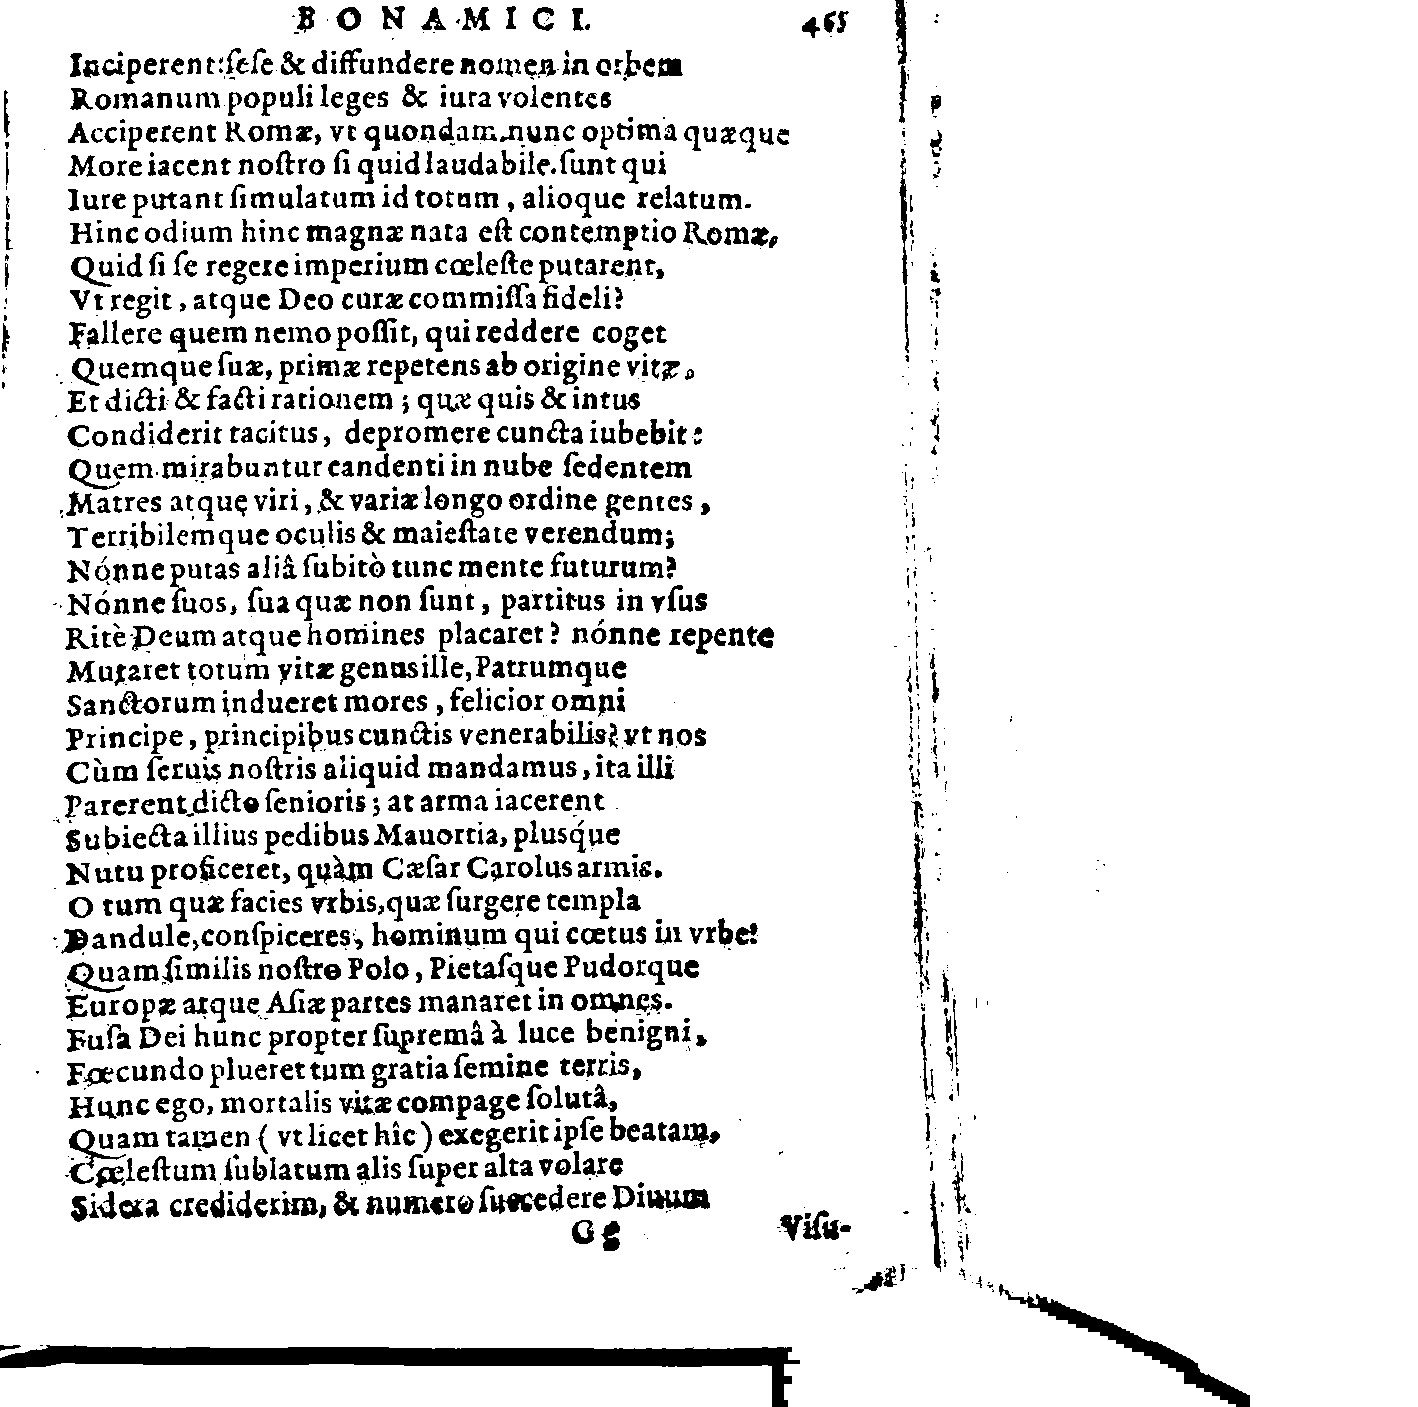 BONAMICI. 465
Inciperent: ſeſe & diffundere nomen in orbem
Romanum populi leges & iura volentes
Acciperent Romæ, vt quondam. nunc optima quæque
More iacent noſtro ſi quid laudabile. ſunt qui
Iure putant ſimulatum id totum, alioque relatum.
Hinc odium hinc magnæ nata eſt contemptio Romæ,
Quid ſi ſe regere imperium cœleſte putarent,
Vt regit, atque Deo curæ commiſſa fideli?
Fallere quem nemo poſſit, qui reddere coget
Quemque ſuæ, primæ repetens ab origine vitæ,
Et dicti & facti rationem; quæ quis & intus
Condiderit tacitus, depromere cuncta iubebit:
Quem mirabuntur candenti in nube ſedentem
Matres atque viri, & variæ longo ordine gentes,
Terribilemque oculis & maieſtate verendum;
Nónne putas aliâ ſubitò tunc mente futurum?
Nónne ſuos, ſua quæ non ſunt, partitus in vſus
Ritè Deum atque homines placaret? nónne repente
Mutaret totum vitæ genus ille, Patrumque
Sanctorum indueret mores, felicior omni
Principe, principibus cunctis venerabilis? vt nos
Cùm ſeruis noſtris aliquid mandamus, ita illi
Parerent dicto ſenioris; at arma iacerent
Subiecta illius pedibus Mauortia, plusq́ue
Nutu proficeret, quàm Cæſar Carolus armis.
O tum quæ facies vrbis, quæ ſurgere templa
Dandule, conſpiceres, hominum qui cœtus in vrbe!
Quam ſimilis noſtro Polo, Pietaſque Pudorque
Europæ atque Aſiæ partes manaret in omnes.
Fuſa Dei hunc propter ſupremâ à luce benigni,
Fœcundo plueret tum gratia ſemine terris,
Hunc ego, mortalis vitæ compage ſolutâ,
Quam tamen (vt licet hîc) exegerit ipſe beatam,
Cœleſtum ſublatum alis ſuper alta volare
Sidera crediderim, & numero ſuccedere Diuum
Gg Viſu-